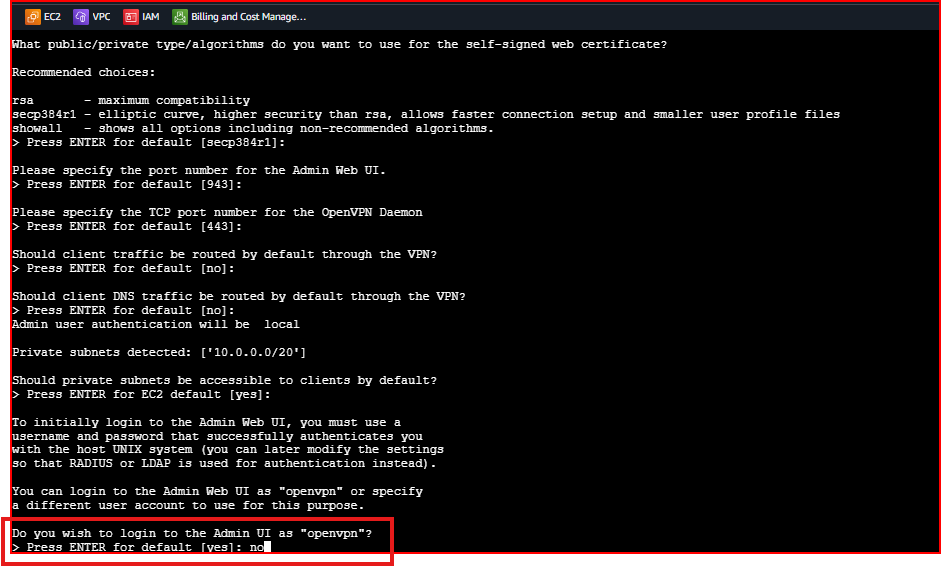 EC2 VPC IAM Billing and Cost Manage...
What public/private type/algorithms do you want to use for the self-signed web certificate?
Recommended choices:
rsa - maximum compatibility
secp384r1 - elliptic curve, higher security than rsa, allows faster connection setup and smaller user profile files
showall - shows all options including non-recommended algorithms.
> Press ENTER for default [secp384r1]:
Please specify the port number for the Admin Web UI.
> Press ENTER for default [943]:
Please specify the TCP port number for the OpenVPN Daemon
> Press ENTER for default [443]:
Should client traffic be routed by default through the VPN?
> Press ENTER for default [no]:
Should client DNS traffic be routed by default through the VPN?
> Press ENTER for default [no]:
Admin user authentication will be local
Private subnets detected: ['10.0.0.0/20']
Should private subnets be accessible to clients by default?
> Press ENTER for EC2 default [yes]:
To initially login to the Admin Web UI, you must use a
username and password that successfully authenticates you
with the host UNIX system (you can later modify the settings
so that RADIUS or LDAP is used for authentication instead).
You can login to the Admin Web UI as "openvpn" or specify
a different user account to use for this purpose.
Do you wish to login to the Admin UI as "openvpn"?
> Press ENTER for default [yes]: no